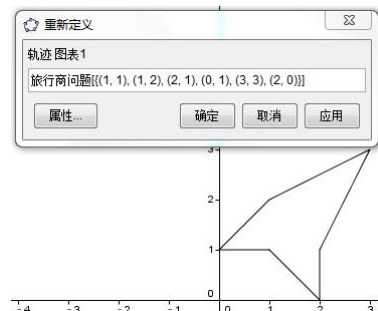 重新定义
轨迹 图表1
旅行商问题[{(1, 1), (1, 2), (2, 1), (0, 1), (3, 3), (2, 0)}]
属性... 确定 取消 应用
3
2
1
0
-4 -3 -2 -1 0 1 2 3